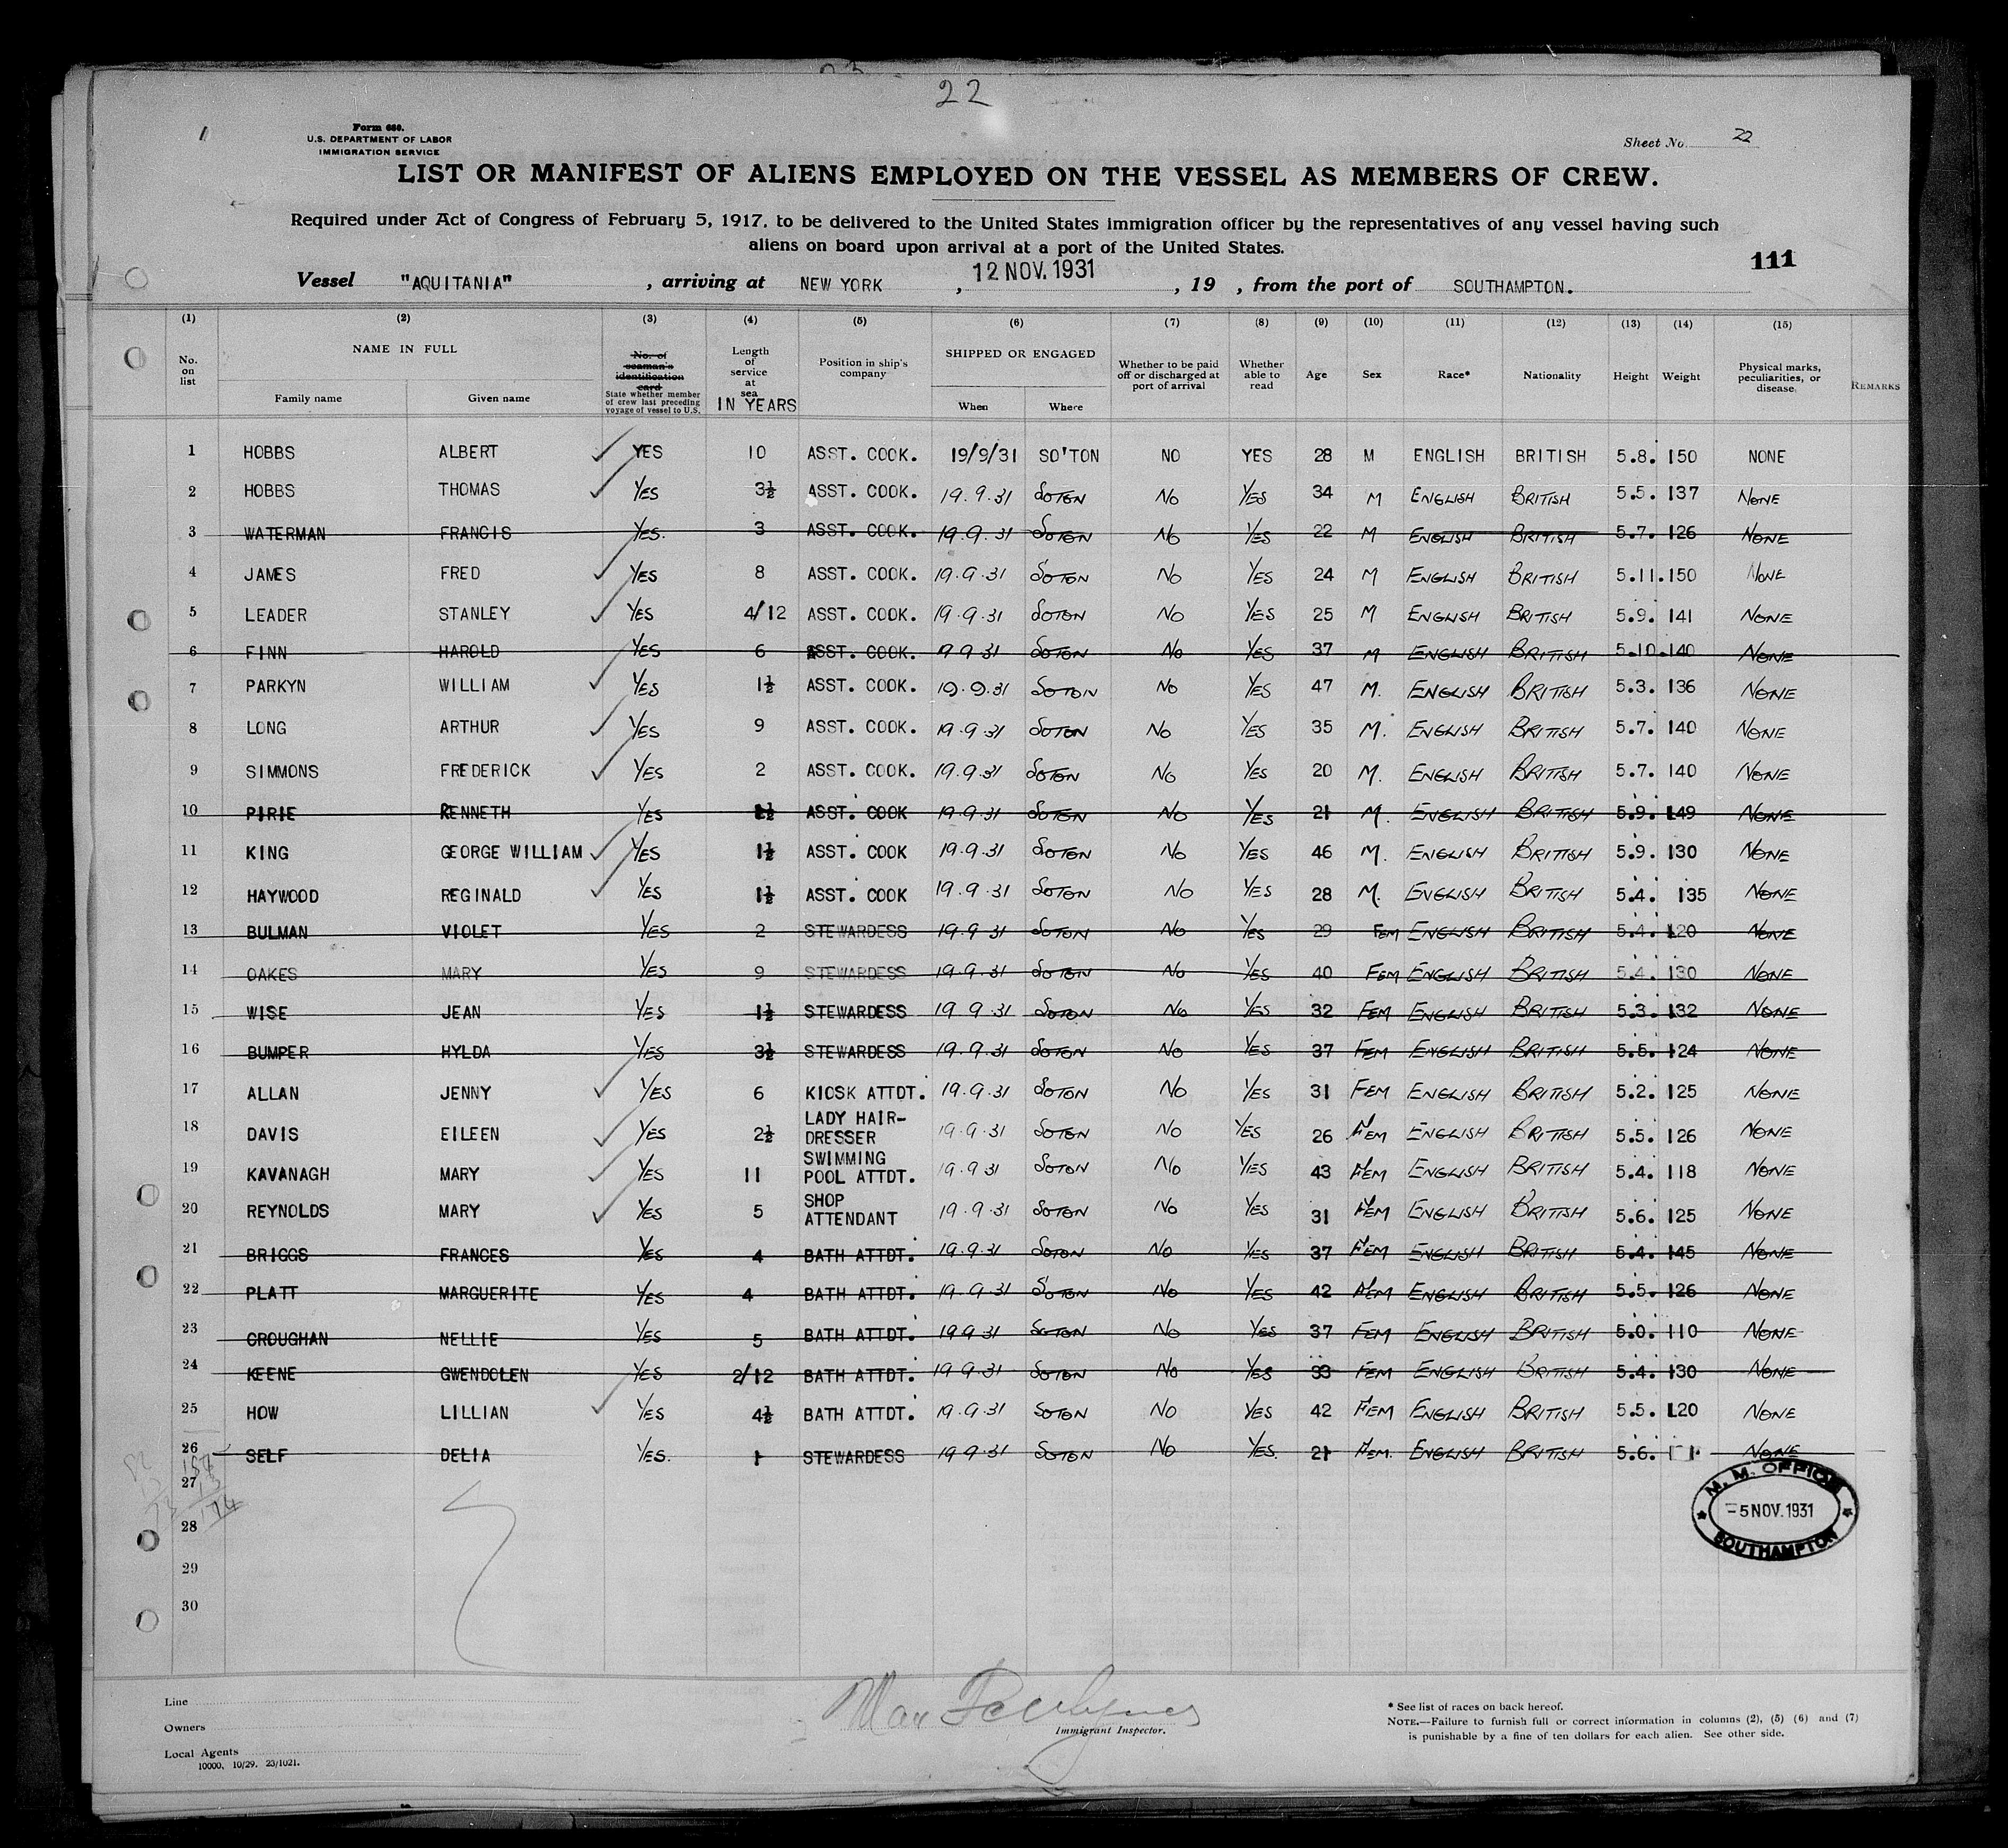 22
Form 680.
U.S. DEPARTMENT OF LABOR
IMMIGRATION SERVICE
Sheet No. 22
LIST OR MANIFEST OF ALIENS EMPLOYED ON THE VESSEL AS MEMBERS OF CREW.
Required under Act of Congress of February 5, 1917, to be delivered to the United States immigration officer by the representatives of any vessel having such
aliens on board upon arrival at a port of the United States.
111
Vessel "AQUITANIA" , arriving at NEW YORK , 12 NOV. 1931 , 19 , from the port of SOUTHAMPTON.
(1) (2) (3) (4) (5) (6) (7) (8) (9) (10) (11) (12) (13) (14) (15)
No. on list NAME IN FULL Family name Given name No. of seaman's identification card State whether member of crew last preceding voyage of vessel to U.S. Length of service at sea IN YEARS Position in ship's company SHIPPED OR ENGAGED When Where Whether to be paid off or discharged at port of arrival Whether able to read Age Sex Race* Nationality Height Weight Physical marks, peculiarities, or disease. REMARKS
1 HOBBS ALBERT YES 10 ASST. COOK. 19/9/31 SO'TON NO YES 28 M ENGLISH BRITISH 5.8. 150 NONE
2 HOBBS THOMAS YES 3½ ASST. COOK. 19.9.31 SOTON NO YES 34 M ENGLISH BRITISH 5.5. 137 NONE
3 WATERMAN FRANCIS YES. 3 ASST. COOK. 19.9.31 SOTON NO YES 22 M ENGLISH BRITISH 5.7. 126 NONE
4 JAMES FRED YES 8 ASST. COOK. 19.9.31 SOTON NO YES 24 M ENGLISH BRITISH 5.11. 150 NONE
5 LEADER STANLEY YES 4/12 ASST. COOK. 19.9.31 SOTON NO YES 25 M ENGLISH BRITISH 5.9. 141 NONE
6 FINN HAROLD YES 6 ASST. COOK. 19 9 31 SOTON NO YES 37 M ENGLISH BRITISH 5.10. 140 NONE
7 PARKYN WILLIAM YES 1½ ASST. COOK. 19.9.31 SOTON NO YES 47 M. ENGLISH BRITISH 5.3. 136 NONE
8 LONG ARTHUR YES 9 ASST. COOK. 19.9.31 SOTON NO YES 35 M. ENGLISH BRITISH 5.7. 140 NONE
9 SIMMONS FREDERICK YES 2 ASST. COOK. 19.9.31 SOTON NO YES 20 M. ENGLISH BRITISH 5.7. 140 NONE
10 PIRIE KENNETH YES ASST. COOK 19.9.31 SOTON NO YES 21 M. ENGLISH BRITISH 5.9. 149 NONE
11 KING GEORGE WILLIAM YES 1½ ASST. COOK 19.9.31 SOTON NO YES 46 M. ENGLISH BRITISH 5.9. 130 NONE
12 HAYWOOD REGINALD YES 1½ ASST. COOK 19.9.31 SOTON NO YES 28 M. ENGLISH BRITISH 5.4. 135 NONE
13 BULMAN VIOLET YES 2 STEWARDESS 19.9.31 SOTON NO YES 29 FEM ENGLISH BRITISH 5.4. 120 NONE
14 OAKES MARY YES 9 STEWARDESS 19.9.31 SOTON NO YES 40 FEM ENGLISH BRITISH 5.4. 130 NONE
15 WISE JEAN YES 1½ STEWARDESS 19 9 31 SOTON NO YES 32 FEM ENGLISH BRITISH 5.3. 132 NONE
16 BUMPER HYLDA YES 3½ STEWARDESS 19.9.31 SOTON NO YES 37 FEM ENGLISH BRITISH 5.5. 124 NONE
17 ALLAN JENNY YES 6 KIOSK ATTDT. 19.9.31 SOTON NO YES 31 FEM ENGLISH BRITISH 5.2. 125 NONE
18 DAVIS EILEEN YES 2½ LADY HAIR-DRESSER 19.9.31 SOTON NO YES 26 FEM ENGLISH BRITISH 5.5. 126 NONE
19 KAVANAGH MARY YES 11 SWIMMING POOL ATTDT. 19.9 31 SOTON NO YES 43 FEM ENGLISH BRITISH 5.4. 118 NONE
20 REYNOLDS MARY YES 5 SHOP ATTENDANT 19.9.31 SOTON NO YES 31 FEM ENGLISH BRITISH 5.6. 125 NONE
21 BRIGGS FRANCES YES 4 BATH ATTDT. 19.9.31 SOTON NO YES 37 FEM ENGLISH BRITISH 5.4. 145 NONE
22 PLATT MARGUERITE YES 4 BATH ATTDT. 19.9.31 SOTON NO YES 42 FEM ENGLISH BRITISH 5.5. 126 NONE
23 CROUGHAN NELLIE YES 5 BATH ATTDT. 19 9 31 SOTON NO YES 37 FEM ENGLISH BRITISH 5.0. 110 NONE
24 KEENE GWENDOLEN YES 2/12 BATH ATTDT. 19 9.31 SOTON NO YES 33 FEM ENGLISH BRITISH 5.4. 130 NONE
25 HOW LILLIAN YES 4½ BATH ATTDT. 19.9.31 SOTON NO YES 42 FEM ENGLISH BRITISH 5.5. 120 NONE
26 SELF DELIA YES. 1 STEWARDESS 19 9.31 SOTON NO YES. 21 FEM. ENGLISH BRITISH 5.6. NONE
27
28
29
30
M. M. OFFICE
-5 NOV. 1931
SOUTHAMPTON
Line
Owners
Local Agents
10000, 10/29. 23/1021.
Immigrant Inspector.
* See list of races on back hereof.
NOTE.—Failure to furnish full or correct information in columns (2), (5) (6) and (7)
is punishable by a fine of ten dollars for each alien. See other side.